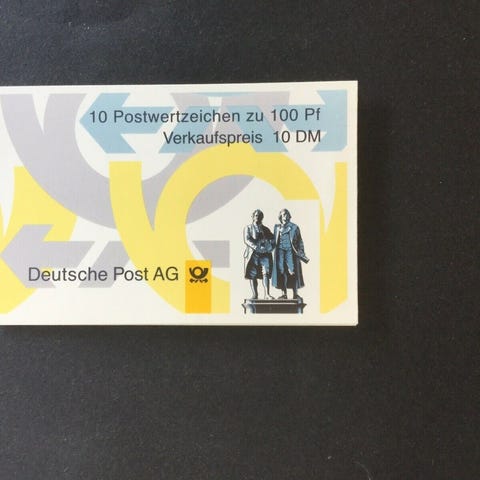 10 Postwertzeichen zu 100 Pf
Verkaufspreis 10 DM
Deutsche Post AG